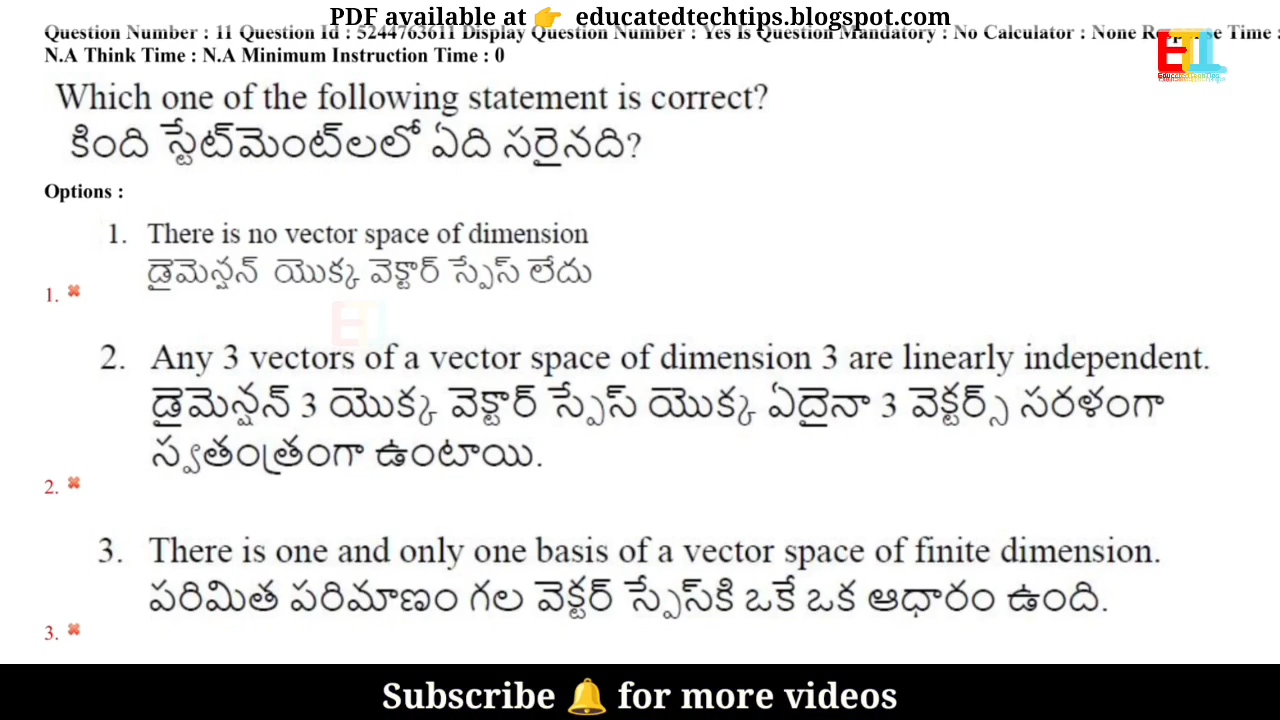 PDF available at 👉 educatedtechtips.blogspot.com
Question Number : 11 Question Id : 5244763611 Display Question Number : Yes Is Question Mandatory : No Calculator : None Response Time :
N.A Think Time : N.A Minimum Instruction Time : 0
Which one of the following statement is correct?
కింది స్టేట్‌మెంట్‌లలో ఏది సరైనది?
Options :
1. There is no vector space of dimension
డైమెన్షన్ యొక్క వెక్టార్ స్పేస్ లేదు
1. ✖
2. Any 3 vectors of a vector space of dimension 3 are linearly independent.
డైమెన్షన్ 3 యొక్క వెక్టార్ స్పేస్ యొక్క ఏదైనా 3 వెక్టర్స్ సరళంగా
స్వతంత్రంగా ఉంటాయి.
2. ✖
3. There is one and only one basis of a vector space of finite dimension.
పరిమిత పరిమాణం గల వెక్టర్ స్పేస్‌కి ఒకే ఒక ఆధారం ఉంది.
3. ✖
Subscribe 🔔 for more videos